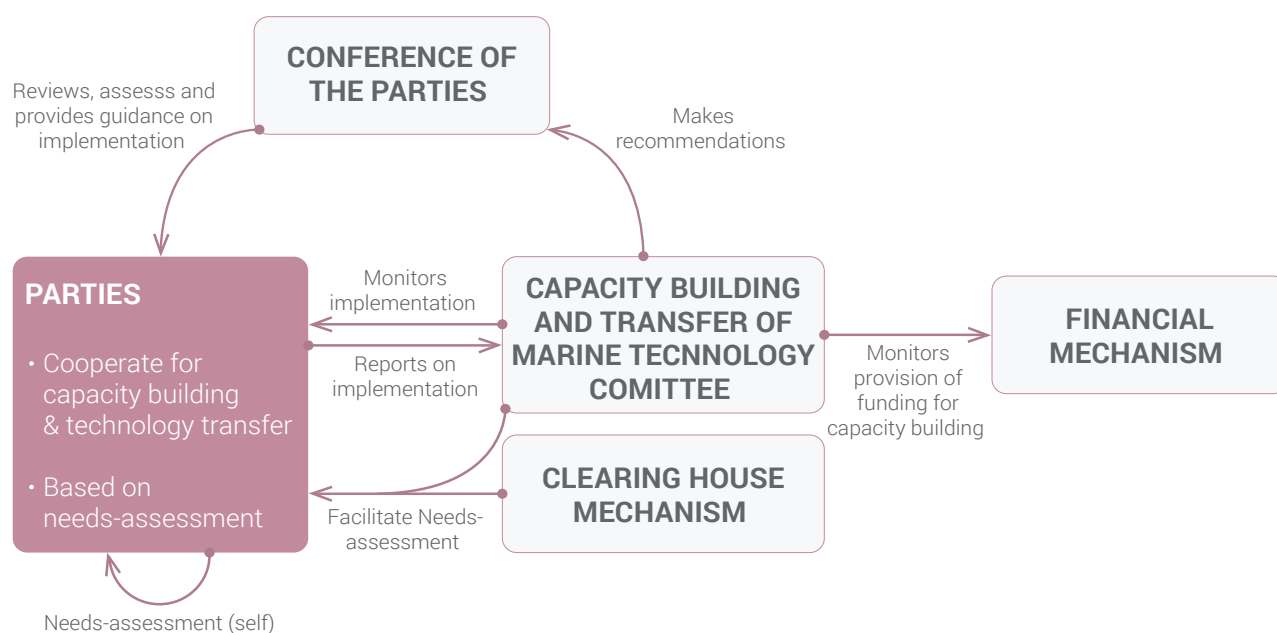 CONFERENCE OF
THE PARTIES
Reviews, assesss and
provides guidance on
implementation
Makes
recommendations
PARTIES
· Cooperate for
capacity building
& technology transfer
· Based on
needs-assessment
Monitors
implementation
Reports on
implementation
CAPACITY BUILDING
AND TRANSFER OF
MARINE TECNNOLOGY
COMITTEE
Monitors
provision of
funding for
capacity building
FINANCIAL
MECHANISM
CLEARING HOUSE
MECHANISM
Facilitate Needs-
assessment
Needs-assessment (self)